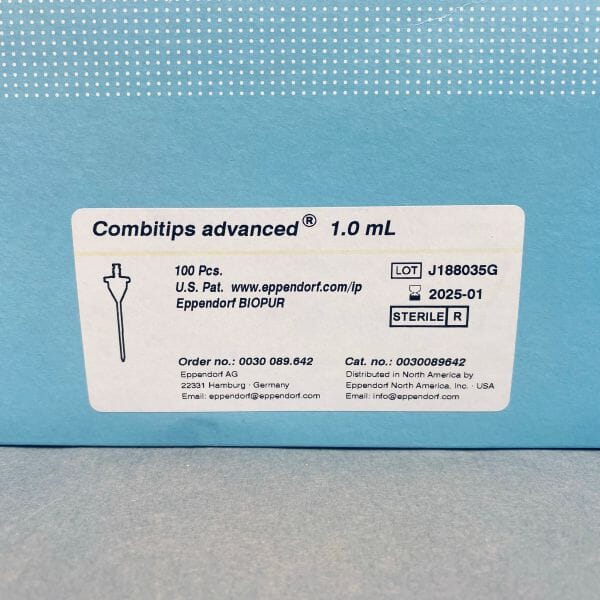 Combitips advanced® 1.0 mL
100 Pcs.
U.S. Pat. www.eppendorf.com/ip
Eppendorf BIOPUR
LOT J188035G
2025-01
STERILE R
Order no.: 0030 089.642
Eppendorf AG
22331 Hamburg · Germany
Email: eppendorf@eppendorf.com
Cat. no.: 0030089642
Distributed in North America by
Eppendorf North America, Inc. · USA
Email: info@eppendorf.com